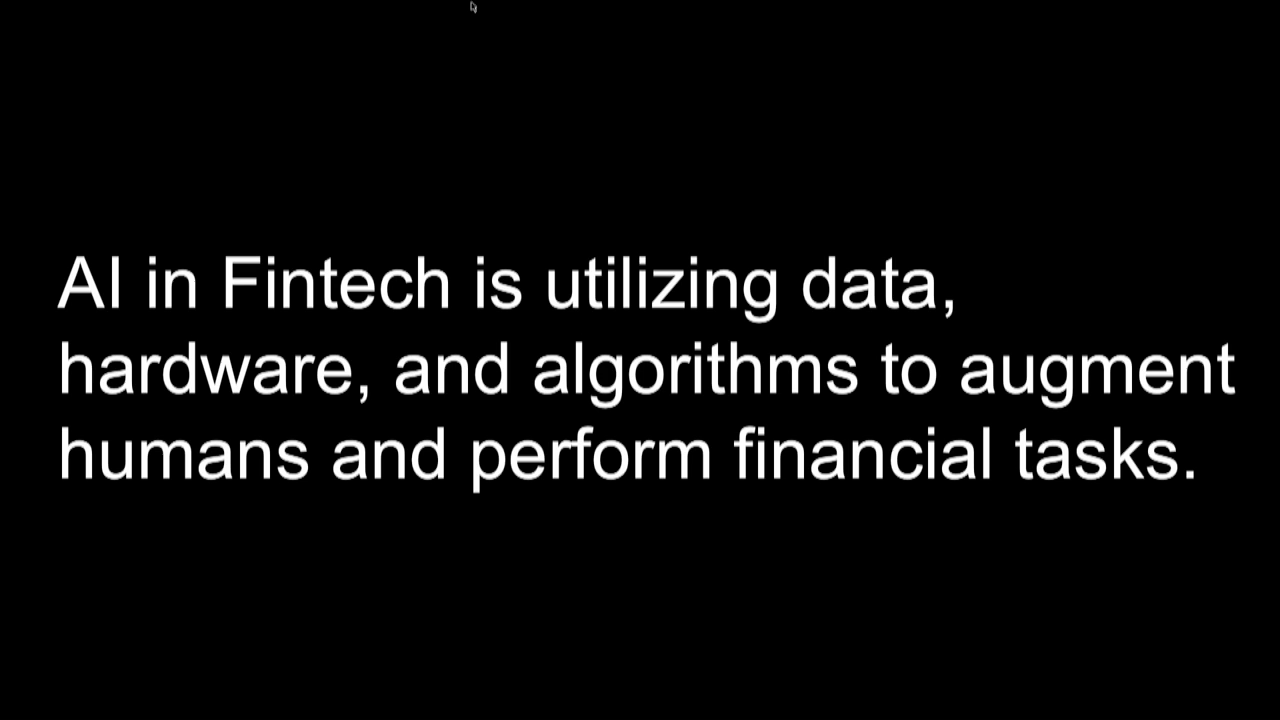 AI in Fintech is utilizing data,
hardware, and algorithms to augment
humans and perform financial tasks.